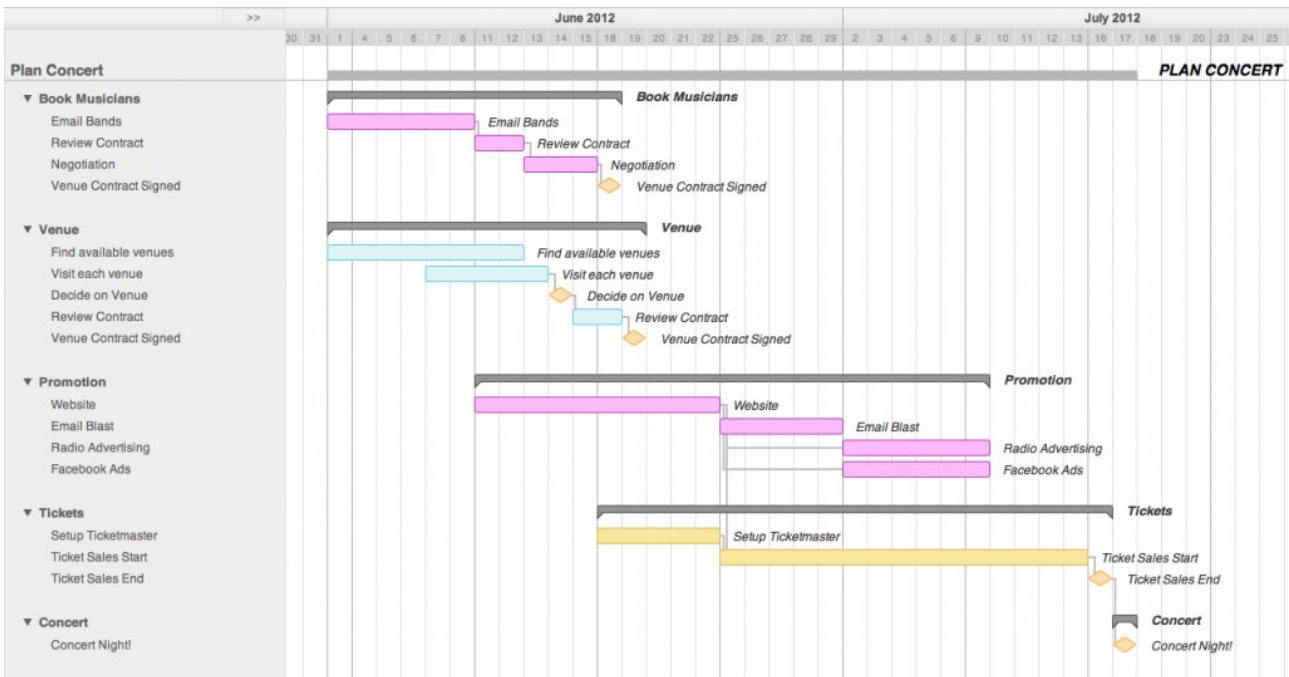 >> June 2012 July 2012
30 31 1 4 5 6 7 8 11 12 13 14 15 18 19 20 21 22 25 26 27 28 29 2 3 4 5 6 9 10 11 12 13 16 17 18 19 20 23 24 25
Plan Concert PLAN CONCERT
▼ Book Musicians Book Musicians
Email Bands Email Bands
Review Contract Review Contract
Negotiation Negotiation
Venue Contract Signed Venue Contract Signed
▼ Venue Venue
Find available venues Find available venues
Visit each venue Visit each venue
Decide on Venue Decide on Venue
Review Contract Review Contract
Venue Contract Signed Venue Contract Signed
▼ Promotion Promotion
Website Website
Email Blast Email Blast
Radio Advertising Radio Advertising
Facebook Ads Facebook Ads
▼ Tickets Tickets
Setup Ticketmaster Setup Ticketmaster
Ticket Sales Start Ticket Sales Start
Ticket Sales End Ticket Sales End
▼ Concert Concert
Concert Night! Concert Night!